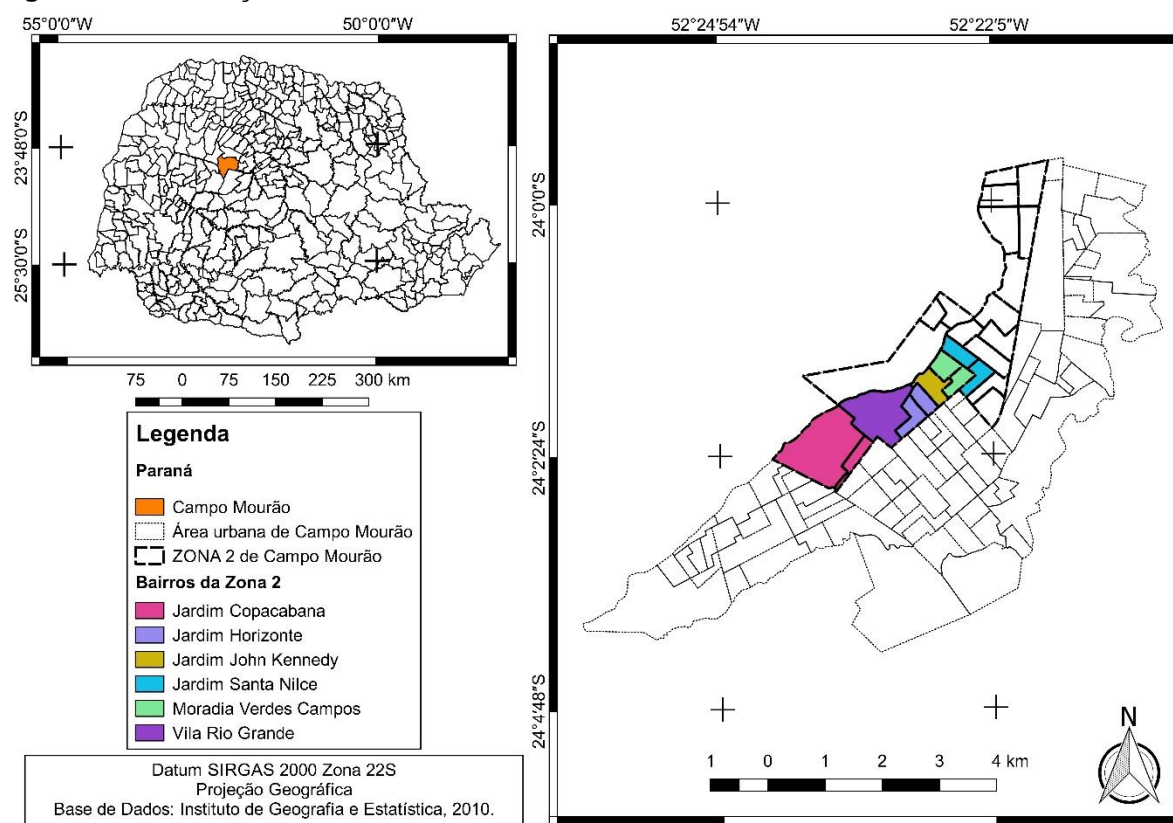 55°0'0"W
50°0'0"W
23°48'0"S
25°30'0"S
75 0 75 150 225 300 km
Legenda
Paraná
Campo Mourão
Área urbana de Campo Mourão
ZONA 2 de Campo Mourão
Bairros da Zona 2
Jardim Copacabana
Jardim Horizonte
Jardim John Kennedy
Jardim Santa Nilce
Moradia Verdes Campos
Vila Rio Grande
Datum SIRGAS 2000 Zona 22S
Projeção Geográfica
Base de Dados: Instituto de Geografia e Estatística, 2010.
52°24'54"W
52°22'5"W
24°0'0"S
24°2'24"S
24°4'48"S
N
1 0 1 2 3 4 km